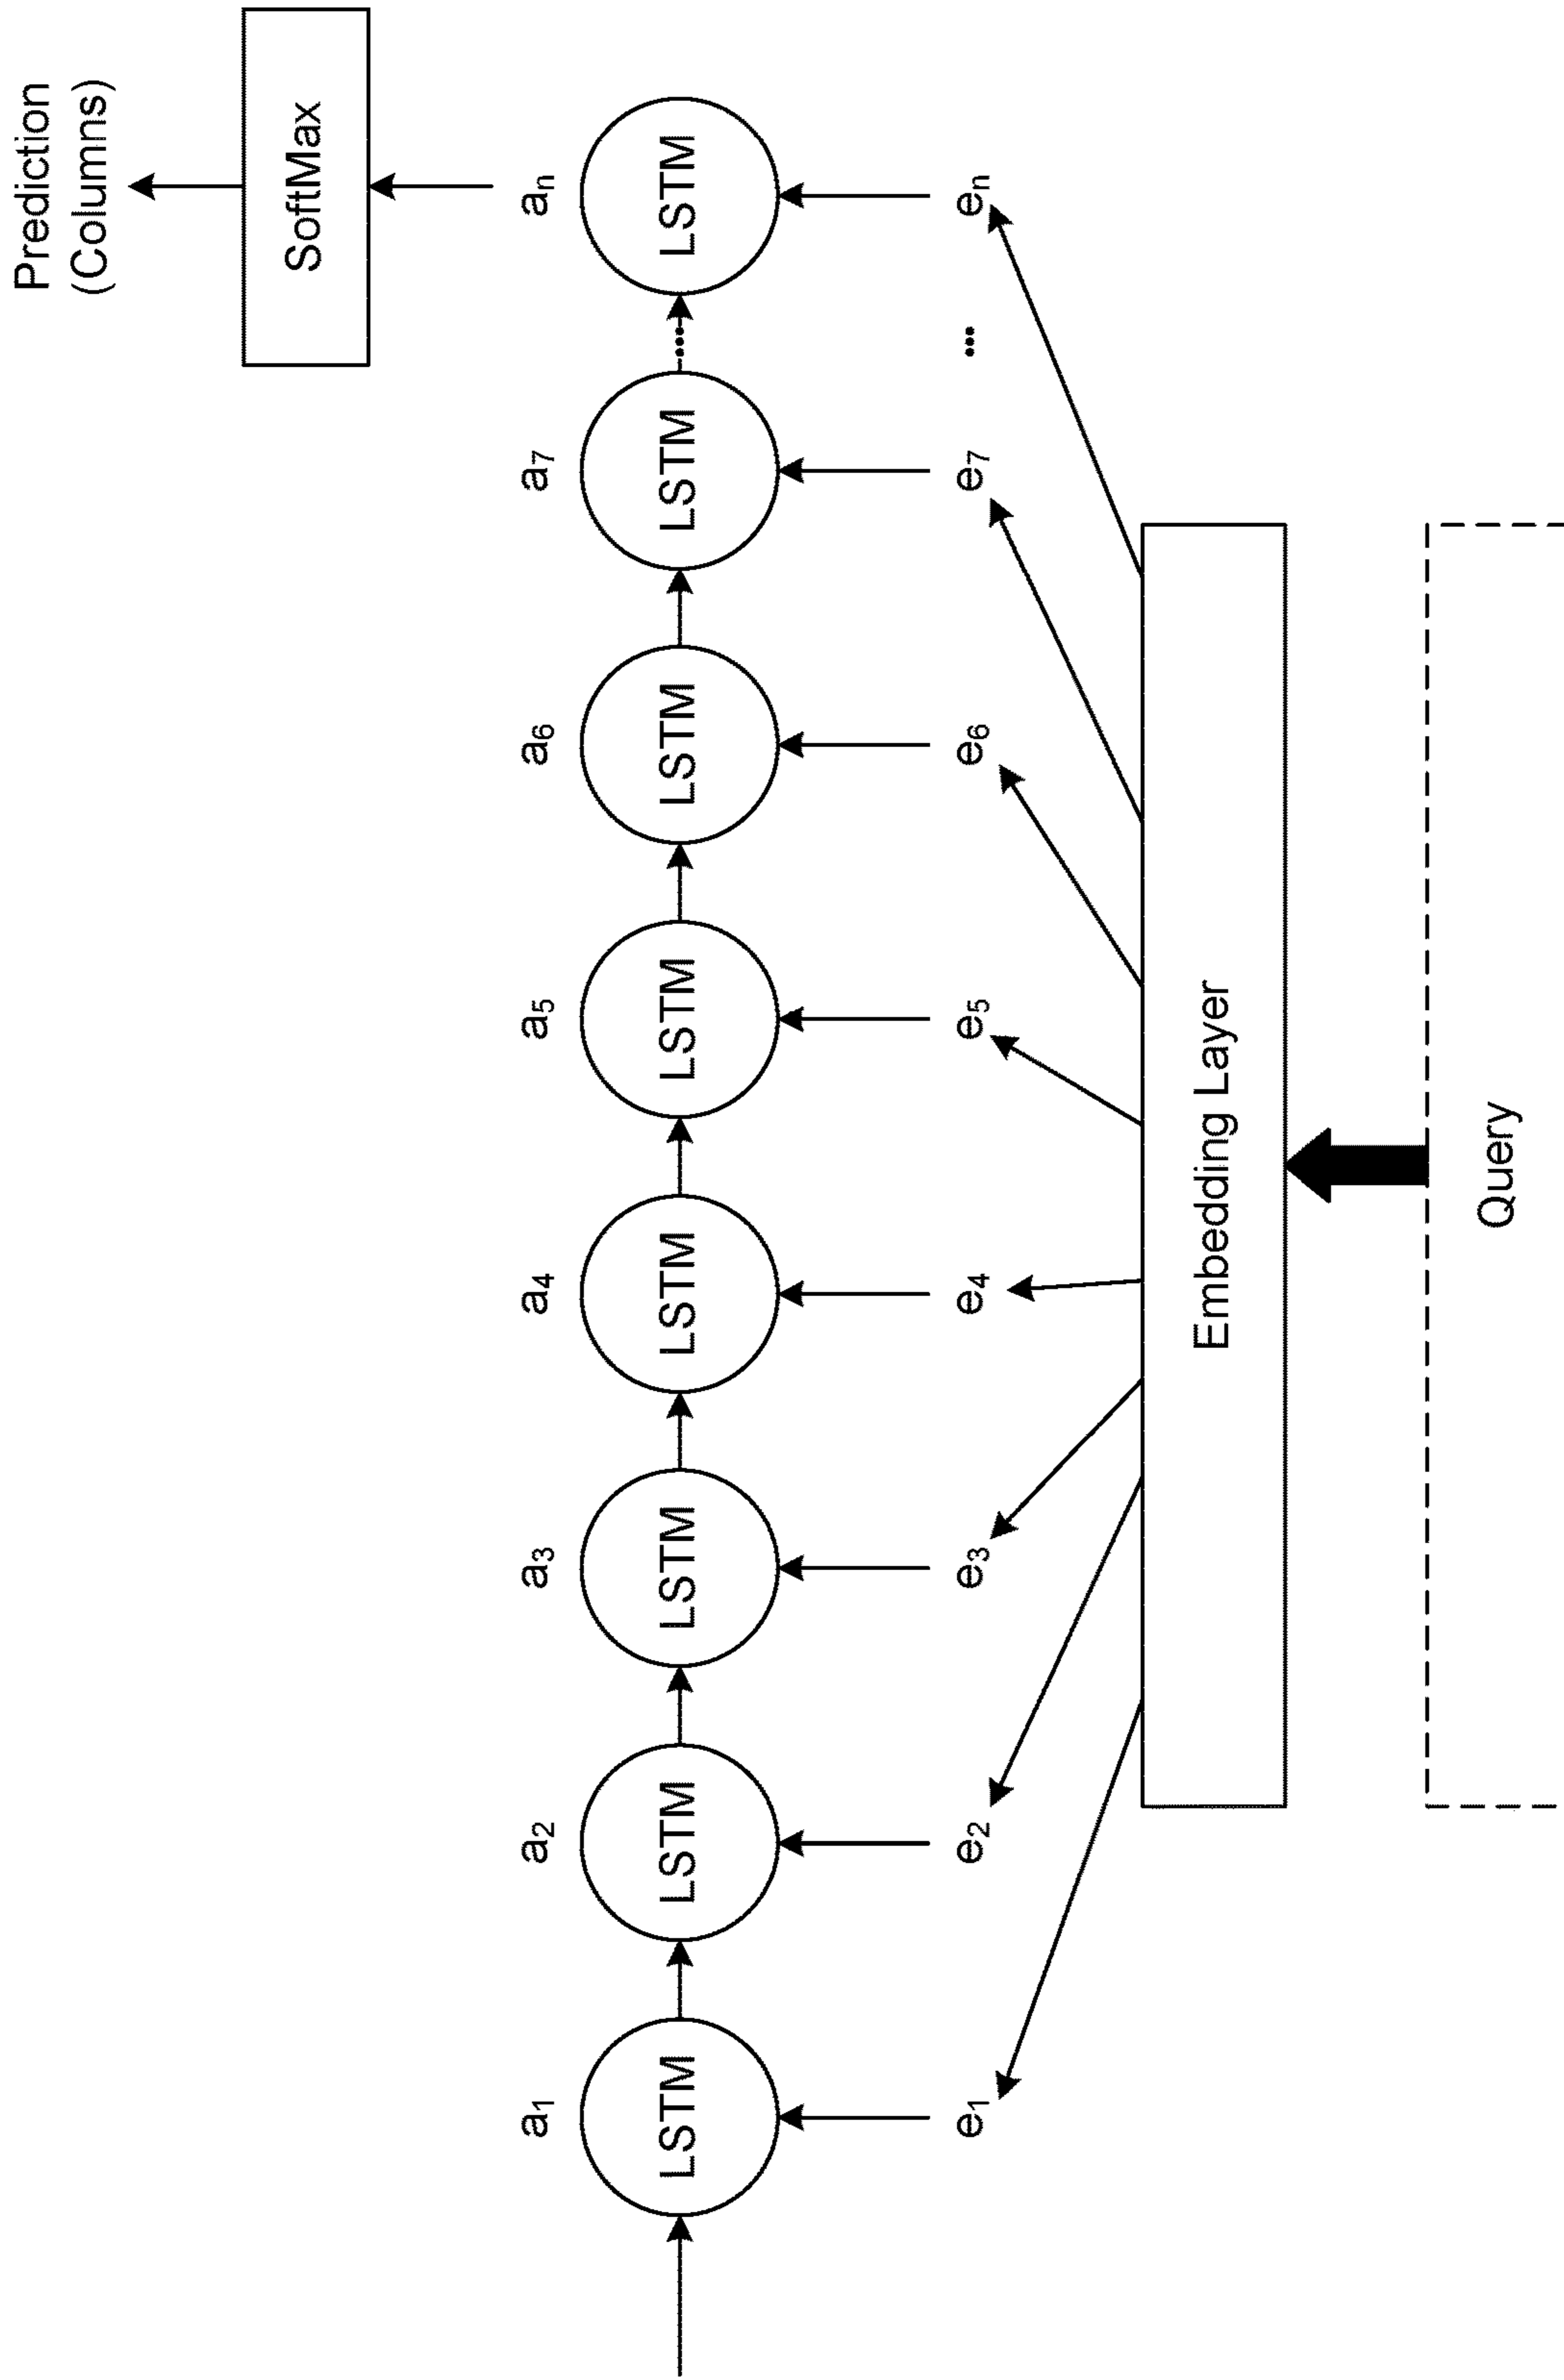 Prediction
(Columns)
SoftMax
a₁ a₂ a₃ a₄ a₅ a₆ a₇ aₙ
LSTM LSTM LSTM LSTM LSTM LSTM LSTM ... LSTM
e₁ e₂ e₃ e₄ e₅ e₆ e₇ ... eₙ
Embedding Layer
Query